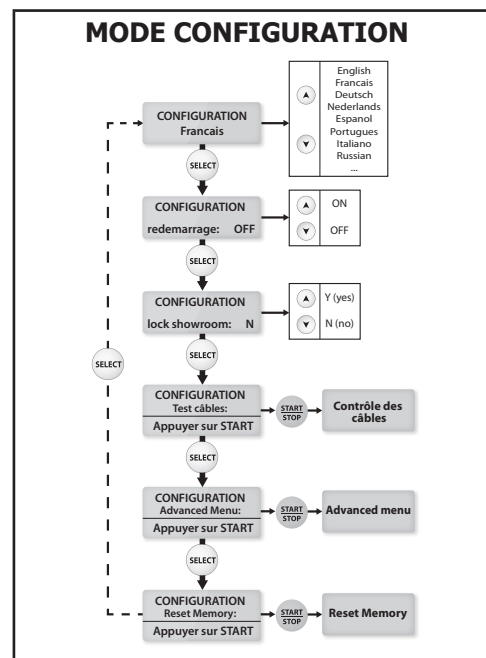 MODE CONFIGURATION
CONFIGURATION
Francais
English
Francais
Deutsch
Nederlands
Espanol
Portugues
Italiano
Russian
...
SELECT
CONFIGURATION
redemarrage: OFF
ON
OFF
SELECT
CONFIGURATION
lock showroom: N
Y (yes)
N (no)
SELECT
SELECT
CONFIGURATION
Test câbles:
Appuyer sur START
START
STOP
Contrôle des
câbles
SELECT
CONFIGURATION
Advanced Menu:
Appuyer sur START
START
STOP
Advanced menu
SELECT
CONFIGURATION
Reset Memory:
Appuyer sur START
START
STOP
Reset Memory